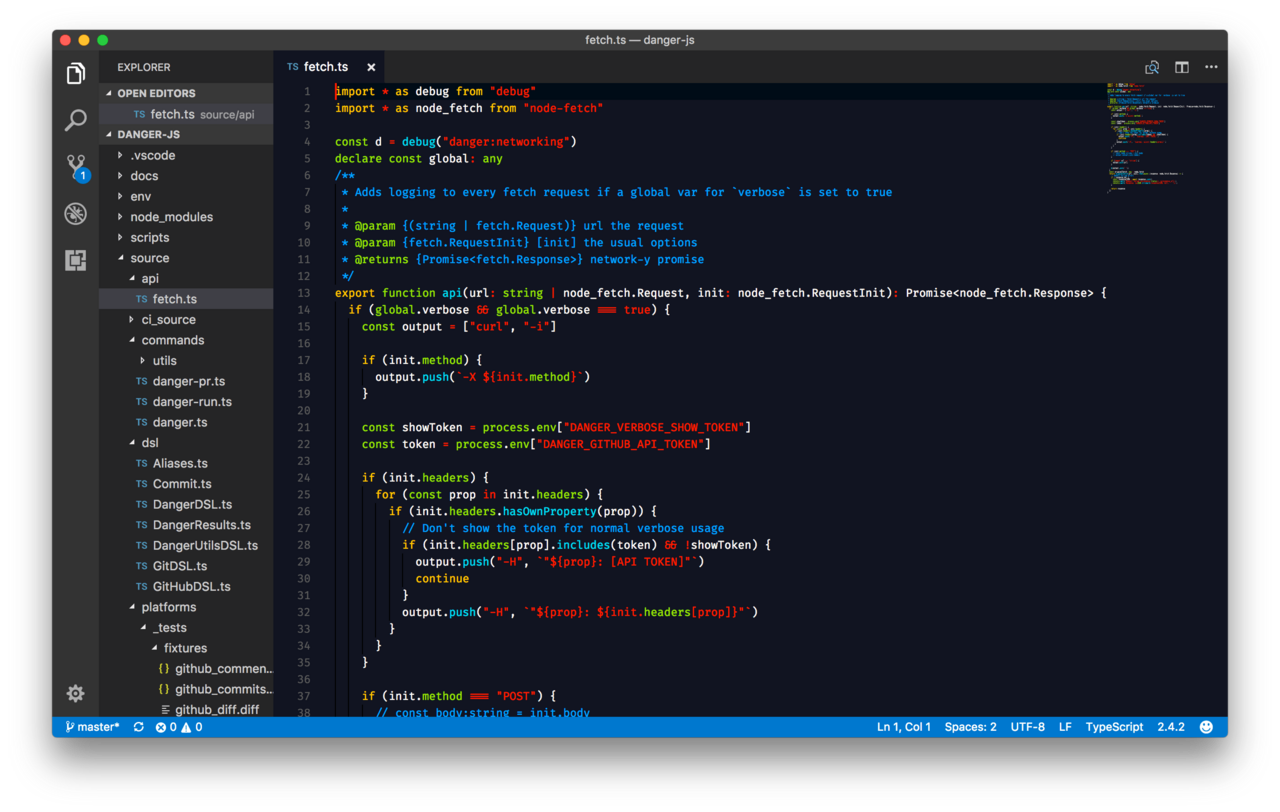 fetch.ts — danger-js
EXPLORER
OPEN EDITORS
TS fetch.ts source/api
DANGER-JS
.vscode
docs
env
node_modules
scripts
source
api
TS fetch.ts
ci_source
commands
utils
TS danger-pr.ts
TS danger-run.ts
TS danger.ts
dsl
TS Aliases.ts
TS Commit.ts
TS DangerDSL.ts
TS DangerResults.ts
TS DangerUtilsDSL.ts
TS GitDSL.ts
TS GitHubDSL.ts
platforms
_tests
fixtures
{} github_commen...
{} github_commits...
github_diff.diff
1
TS fetch.ts ×
1 import * as debug from "debug"
2 import * as node_fetch from "node-fetch"
3
4 const d = debug("danger:networking")
5 declare const global: any
6 /**
7  * Adds logging to every fetch request if a global var for `verbose` is set to true
8  *
9  * @param {(string | fetch.Request)} url the request
10  * @param {fetch.RequestInit} [init] the usual options
11  * @returns {Promise<fetch.Response>} network-y promise
12  */
13 export function api(url: string | node_fetch.Request, init: node_fetch.RequestInit): Promise<node_fetch.Response> {
14   if (global.verbose && global.verbose === true) {
15     const output = ["curl", "-i"]
16
17     if (init.method) {
18       output.push(`-X ${init.method}`)
19     }
20
21     const showToken = process.env["DANGER_VERBOSE_SHOW_TOKEN"]
22     const token = process.env["DANGER_GITHUB_API_TOKEN"]
23
24     if (init.headers) {
25       for (const prop in init.headers) {
26         if (init.headers.hasOwnProperty(prop)) {
27           // Don't show the token for normal verbose usage
28           if (init.headers[prop].includes(token) && !showToken) {
29             output.push("-H", `"${prop}: [API TOKEN]"`)
30             continue
31           }
32           output.push("-H", `"${prop}: ${init.headers[prop]}"`)
33         }
34       }
35     }
36
37     if (init.method === "POST") {
38       // const body:string = init.body
master* 0 0
Ln 1, Col 1 Spaces: 2 UTF-8 LF TypeScript 2.4.2